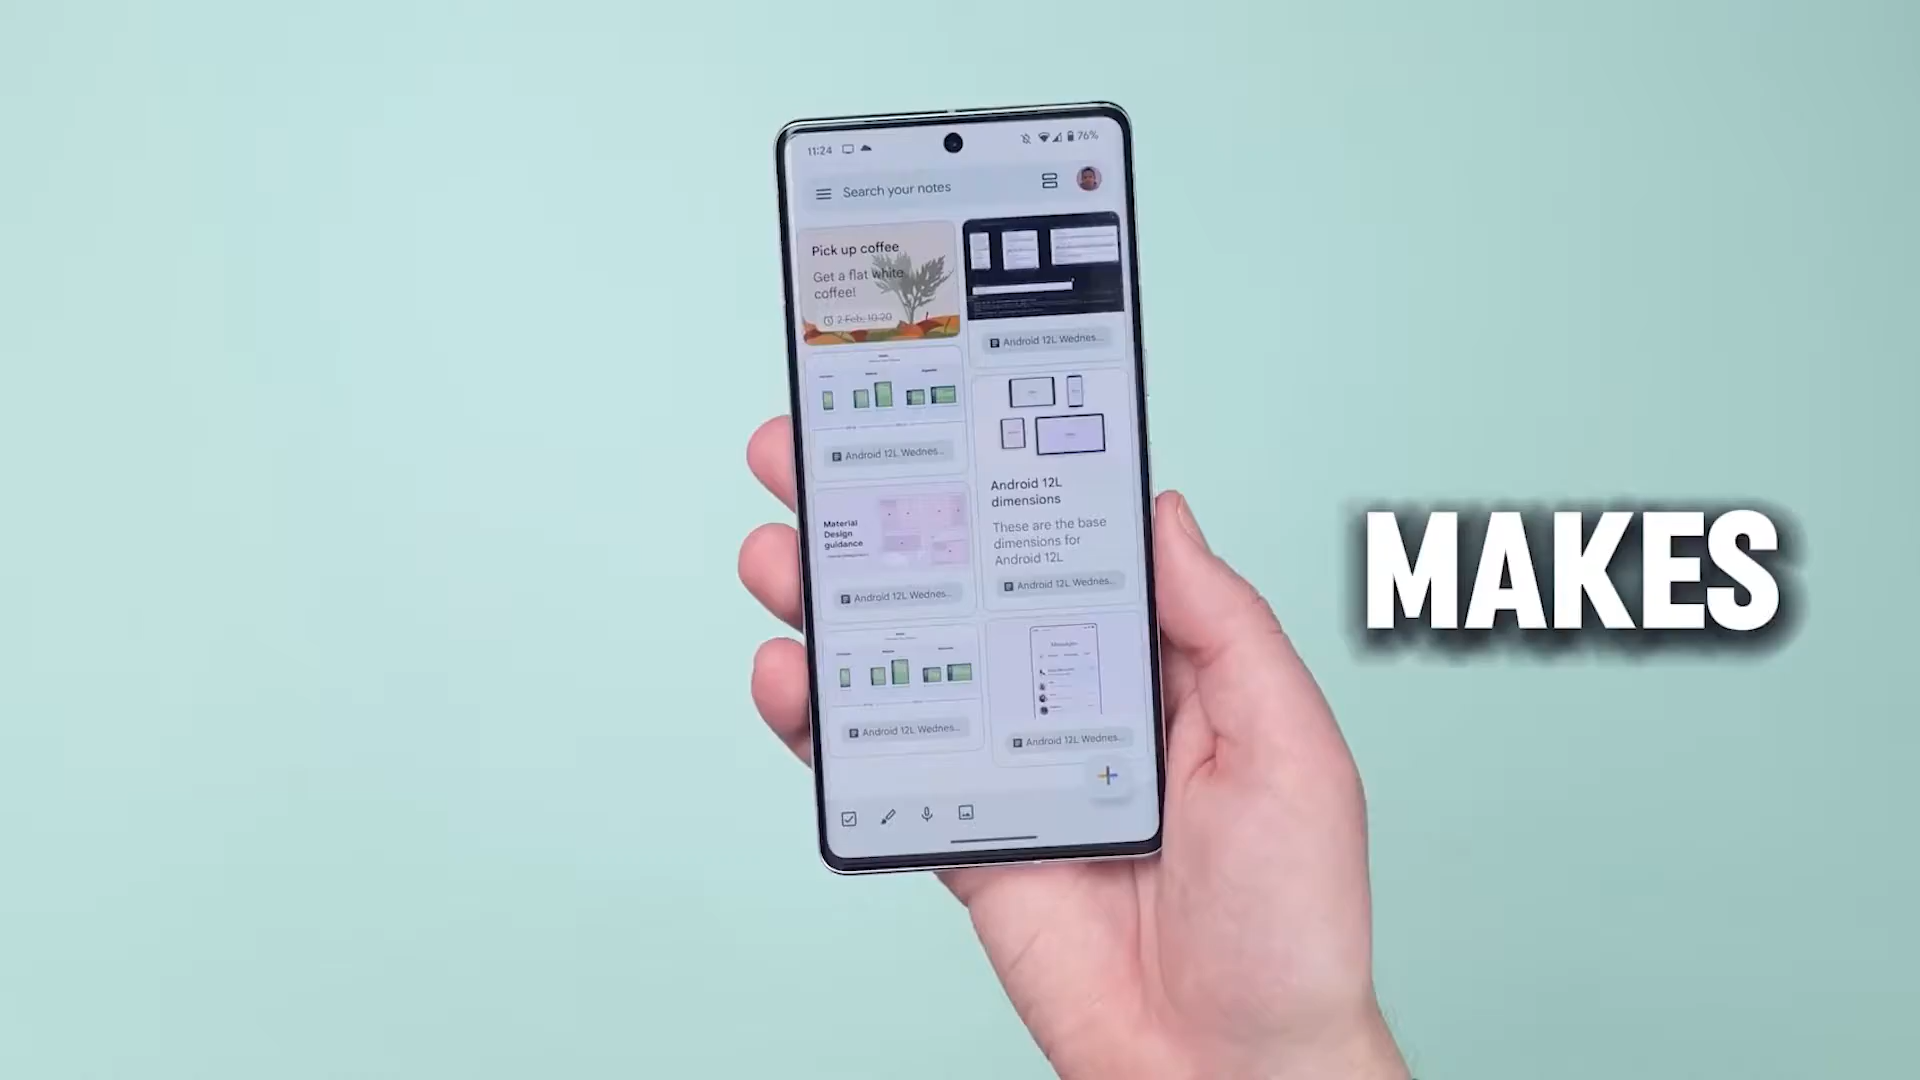 11:24
76%
Search your notes
Pick up coffee
Get a flat white
coffee!
2 Feb, 10:20
Android 12L Wednes...
Android 12L Wednes...
Android 12L
dimensions
These are the base
dimensions for
Android 12L
Android 12L Wednes...
Material
Design
guidance
Android 12L Wednes...
Android 12L Wednes...
Messages
Android 12L Wednes...
MAKES